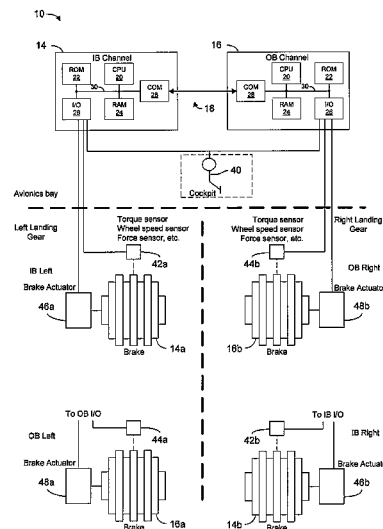 10
14
IB Channel
ROM
22
CPU
20
30
COM
28
I/O
26
RAM
24
18
16
OB Channel
CPU
20
ROM
22
COM
28
30
RAM
24
I/O
26
40
Cockpit
Avionics bay
Left Landing
Gear
Torque sensor
Wheel speed sensor
Force sensor, etc.
Torque sensor
Wheel speed sensor
Force sensor, etc.
Right Landing
Gear
IB Left
Brake Actuator
46a
42a
Brake
14a
44b
OB Right
Brake Actuator
48b
Brake
16b
To OB I/O
OB Left
Brake Actuator
48a
44a
Brake
16a
To IB I/O
42b
IB Right
Brake Actuator
46b
Brake
14b